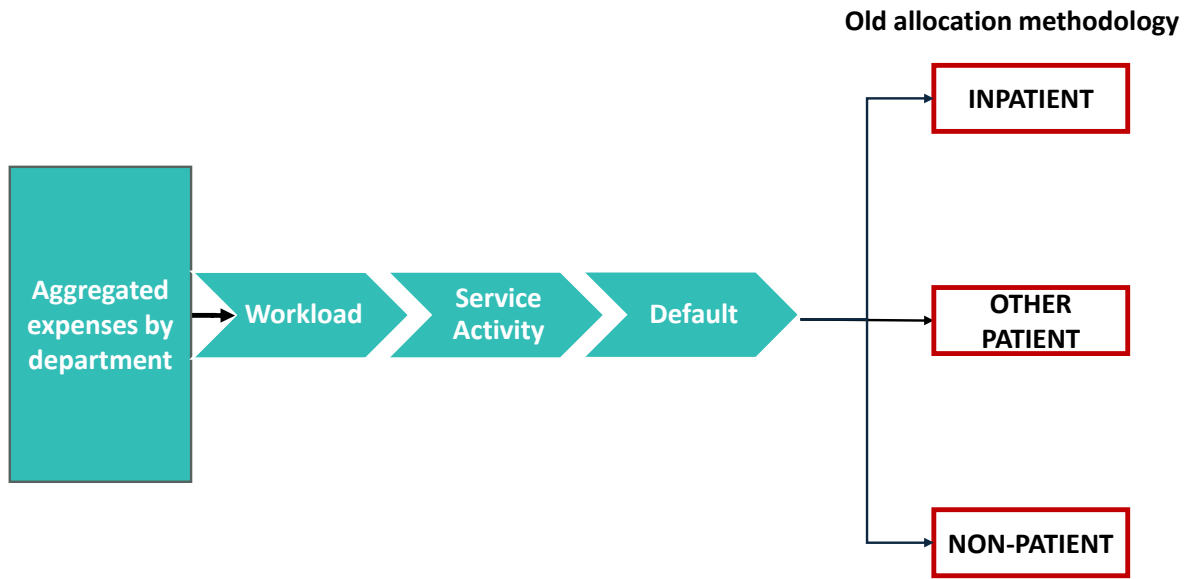 Old allocation methodology
INPATIENT
Aggregated
expenses by
department
Workload
Service
Activity
Default
OTHER
PATIENT
NON-PATIENT